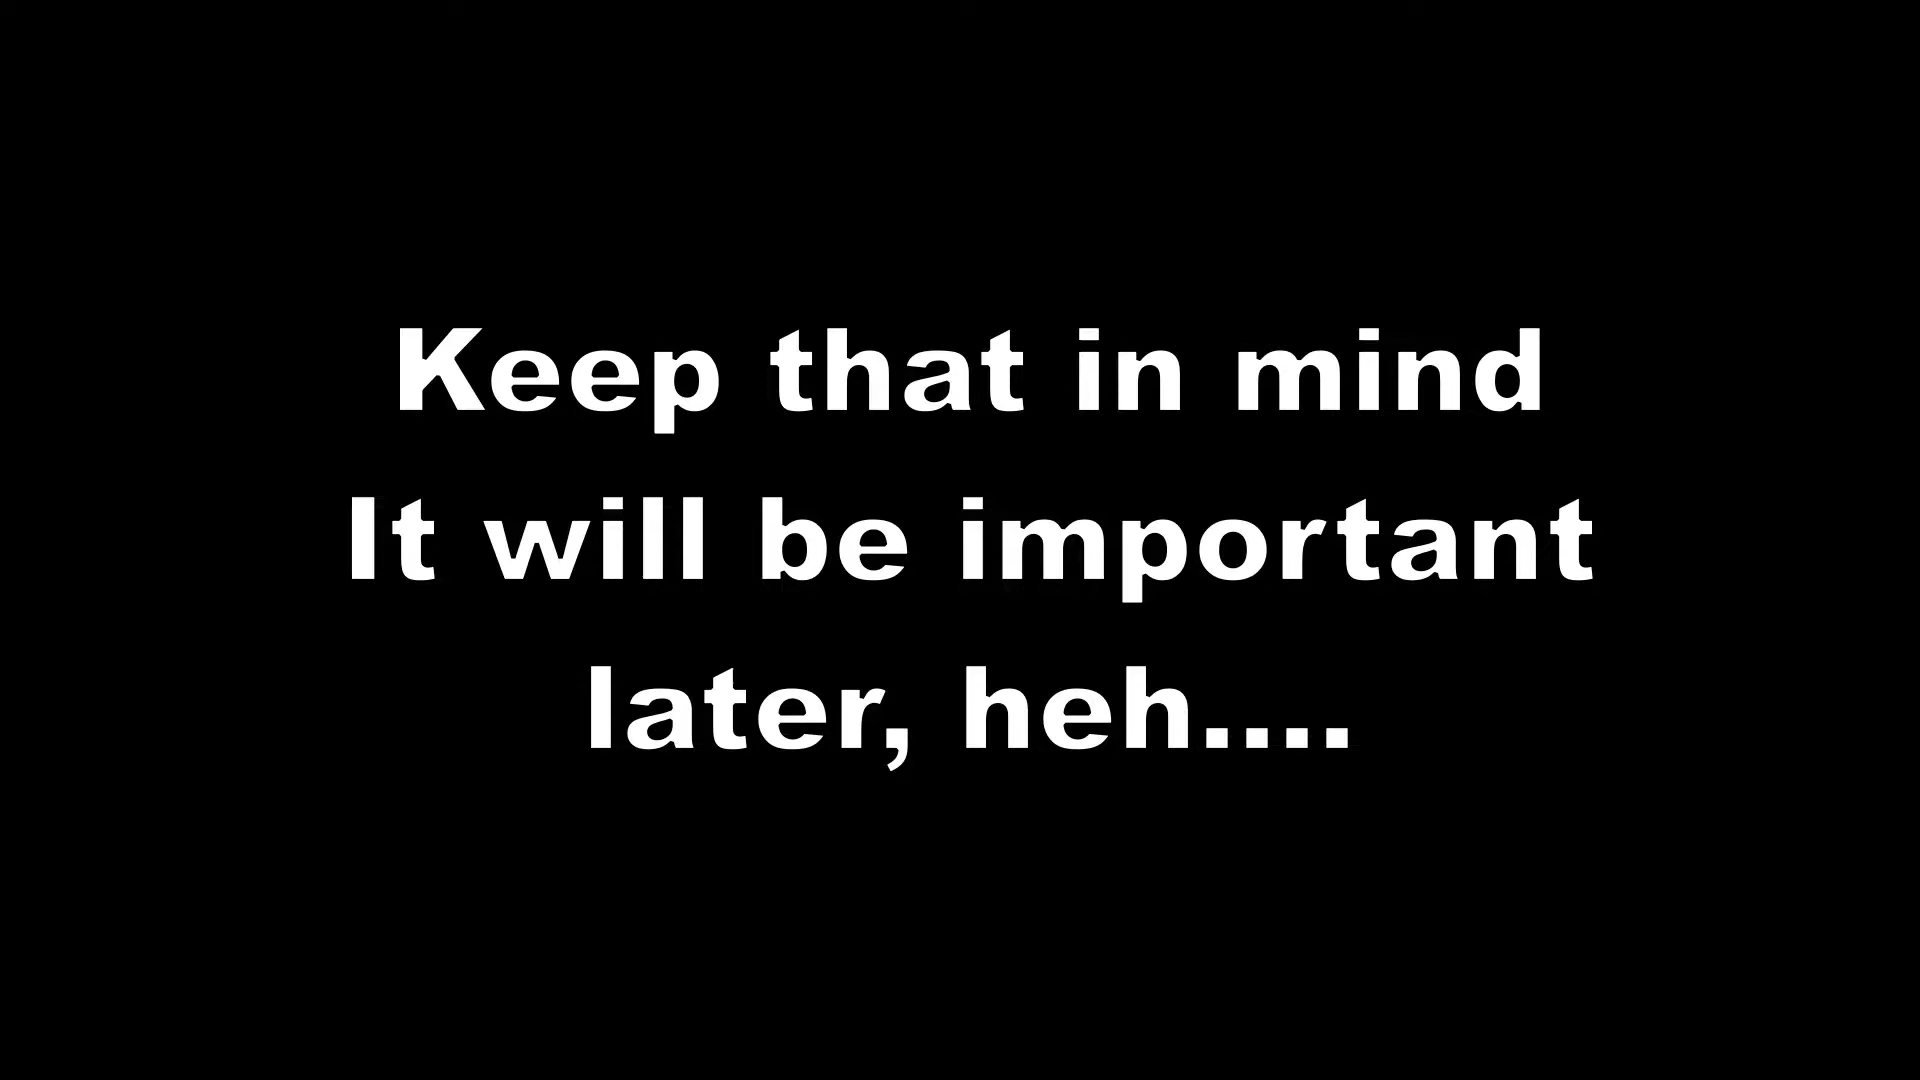 Keep that in mind
It will be important
later, heh....